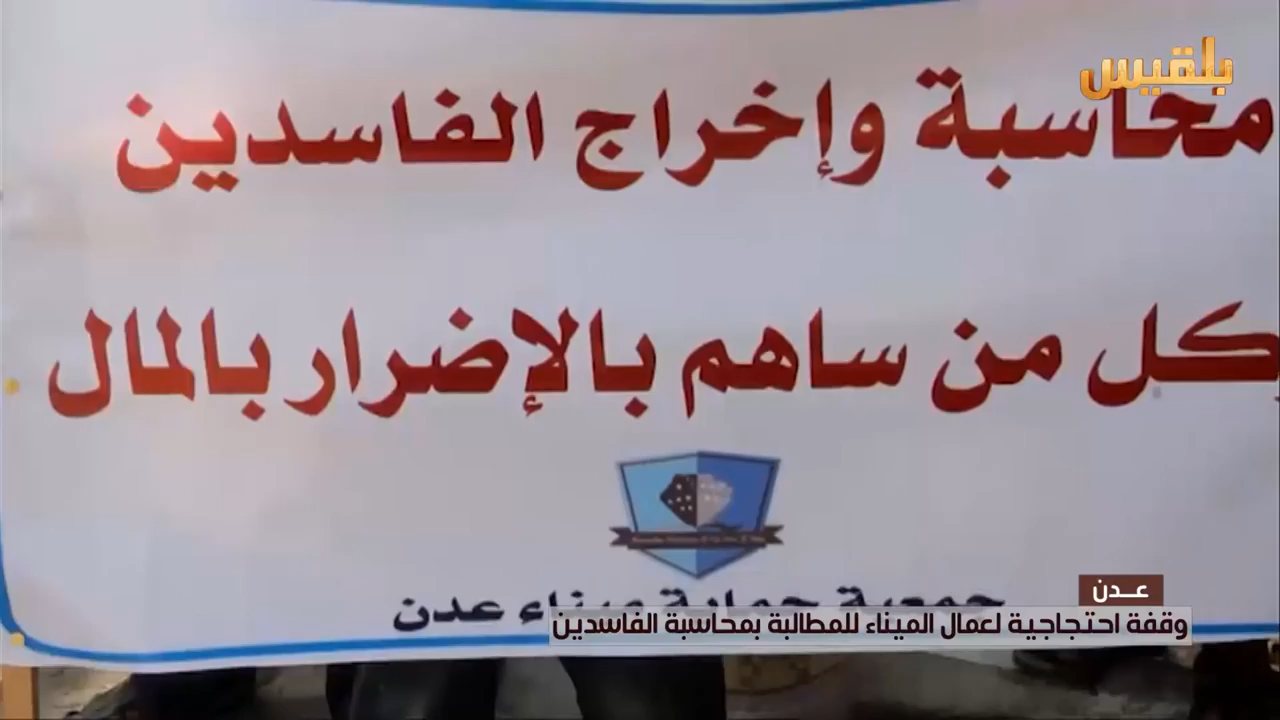 بلقيس
محاسبة وإخراج الفاسدين
كل من ساهم بالإضرار بالمال
جمعية حماية ميناء عدن
عدن
وقفة احتجاجية لعمال الميناء للمطالبة بمحاسبة الفاسدين